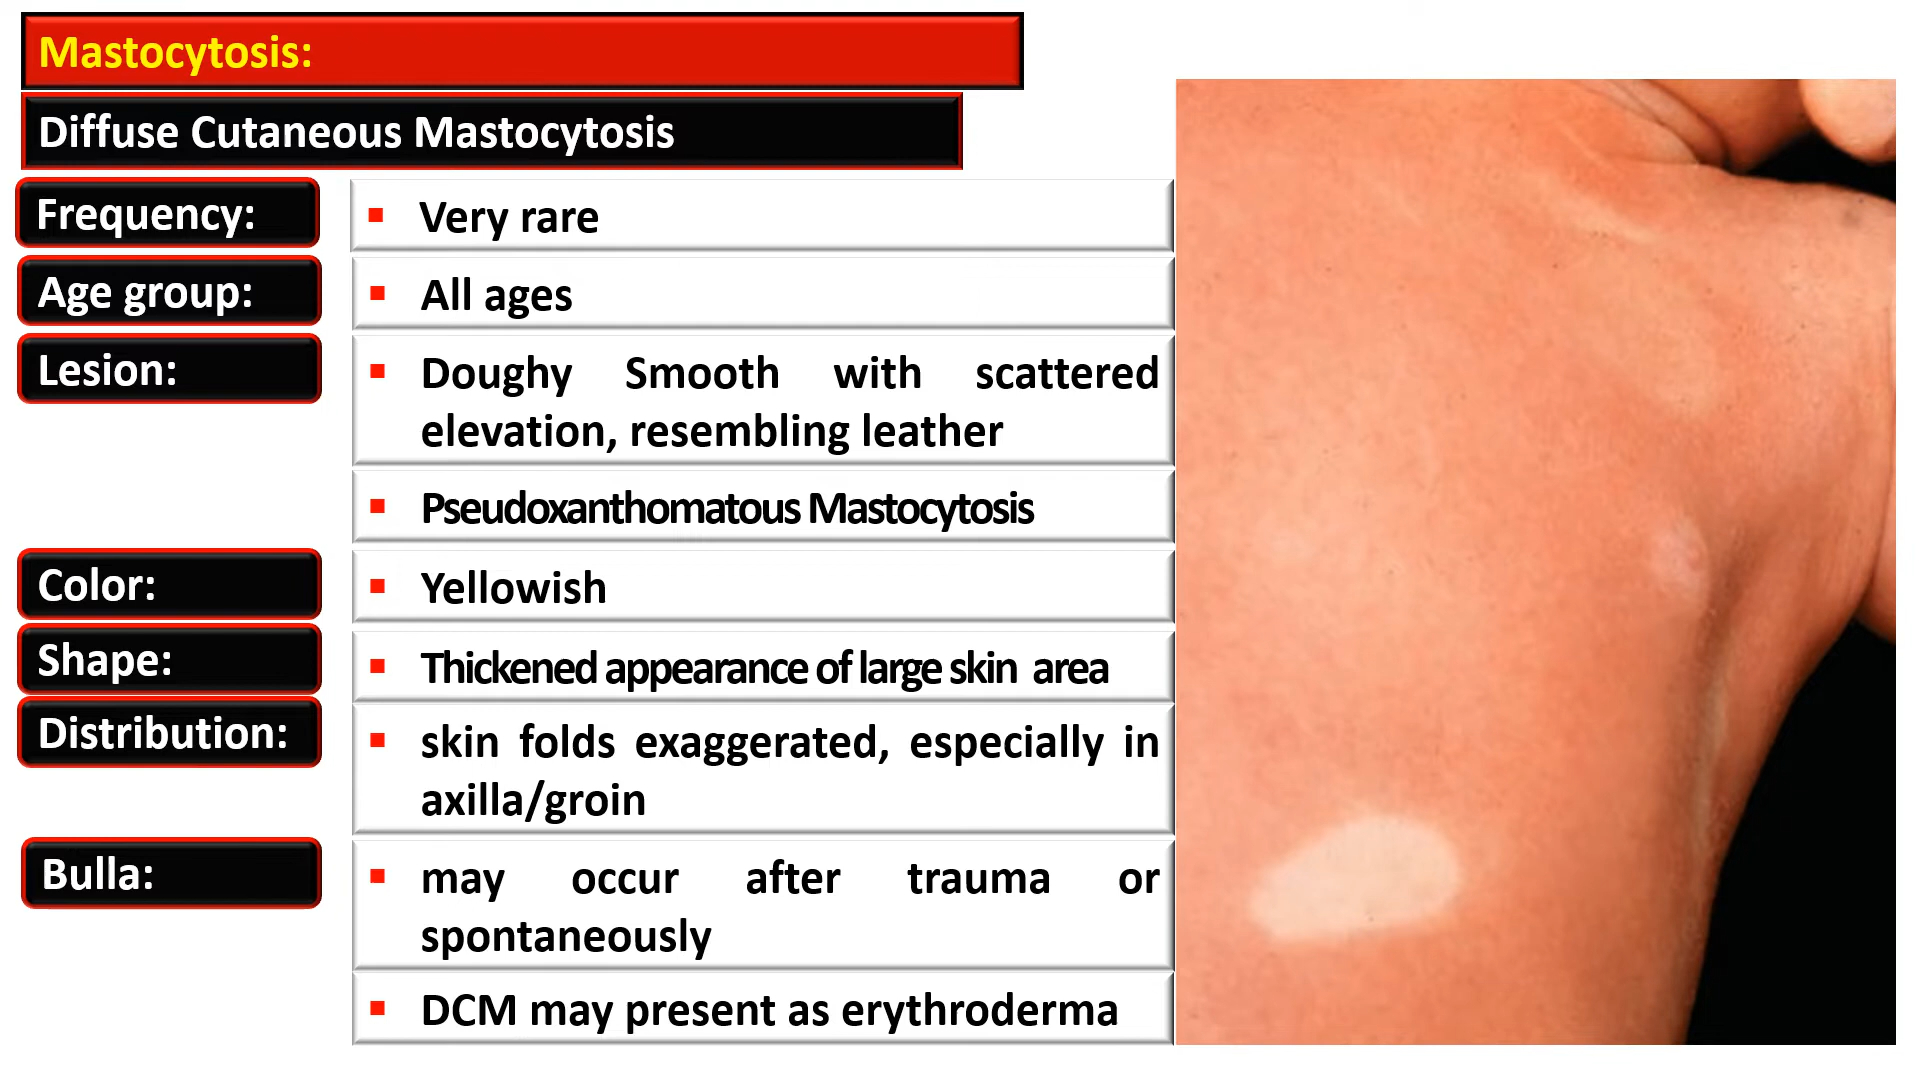 Mastocytosis:
Diffuse Cutaneous Mastocytosis
Frequency:
▪ Very rare
Age group:
▪ All ages
Lesion:
▪ Doughy Smooth with scattered
elevation, resembling leather
▪ Pseudoxanthomatous Mastocytosis
Color:
▪ Yellowish
Shape:
▪ Thickened appearance of large skin area
Distribution:
▪ skin folds exaggerated, especially in
axilla/groin
Bulla:
▪ may occur after trauma or
spontaneously
▪ DCM may present as erythroderma